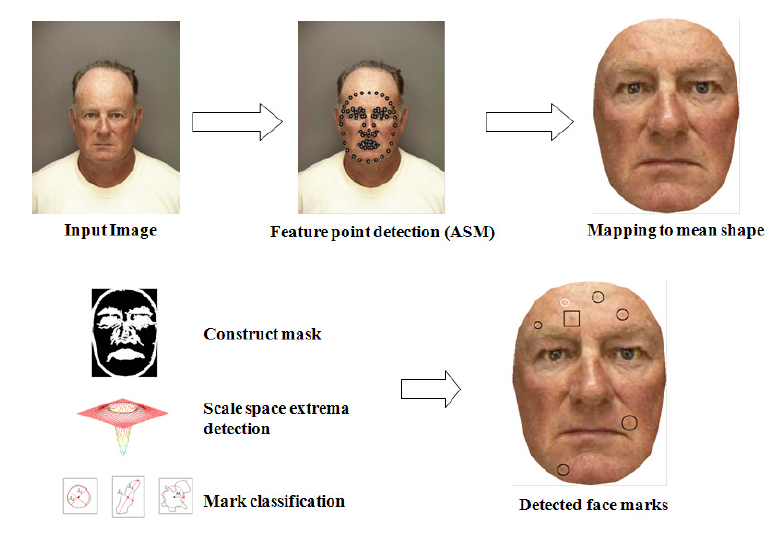 Input Image
Feature point detection (ASM)
Mapping to mean shape
Construct mask
Scale space extrema
detection
Mark classification
Detected face marks